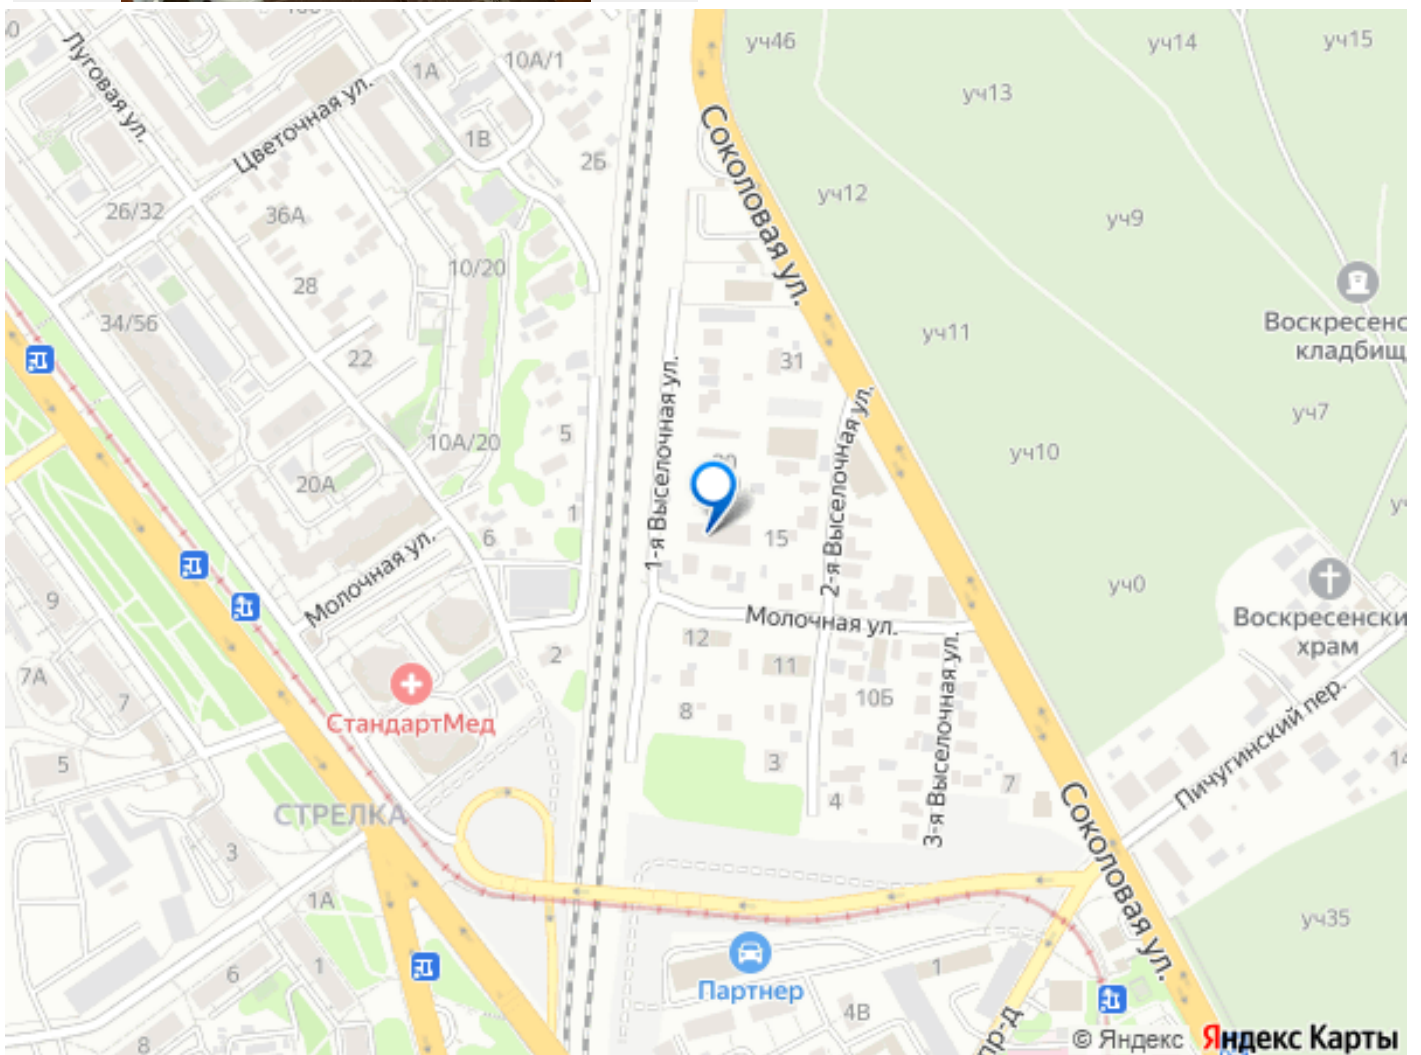 уч46
уч14
уч15
Луговая ул.
1А
10А/1
уч13
Цветочная ул.
1В
2Б
Соколовая ул.
уч12
уч9
26/32
36А
10/20
28
34/56
22
31
уч11
Воскресенс
кладбищ
1-я Выселочная ул.
2-я Выселочная ул.
уч7
10А/20
5
уч10
20А
1
6
15
Молочная ул.
уч0
9
Молочная ул.
Воскресенски
храм
12
2
11
7А
7
СтандартМед
8
10Б
3-я Выселочная ул.
Пичугинский пер.
5
3
4
7
СТРЕЛКА
Соколовая ул.
3
1А
уч35
6
1
Партнер
1
4В
пр-д
8
© Яндекс Яндекс Карты